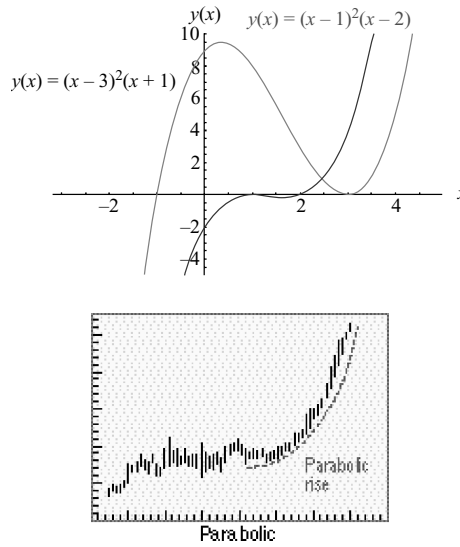 y(x)
y(x) = (x – 1)²(x – 2)
10
8
y(x) = (x – 3)²(x + 1)
6
4
2
x
–2
2
4
–2
–4
Parabolic
rise
Parabolic